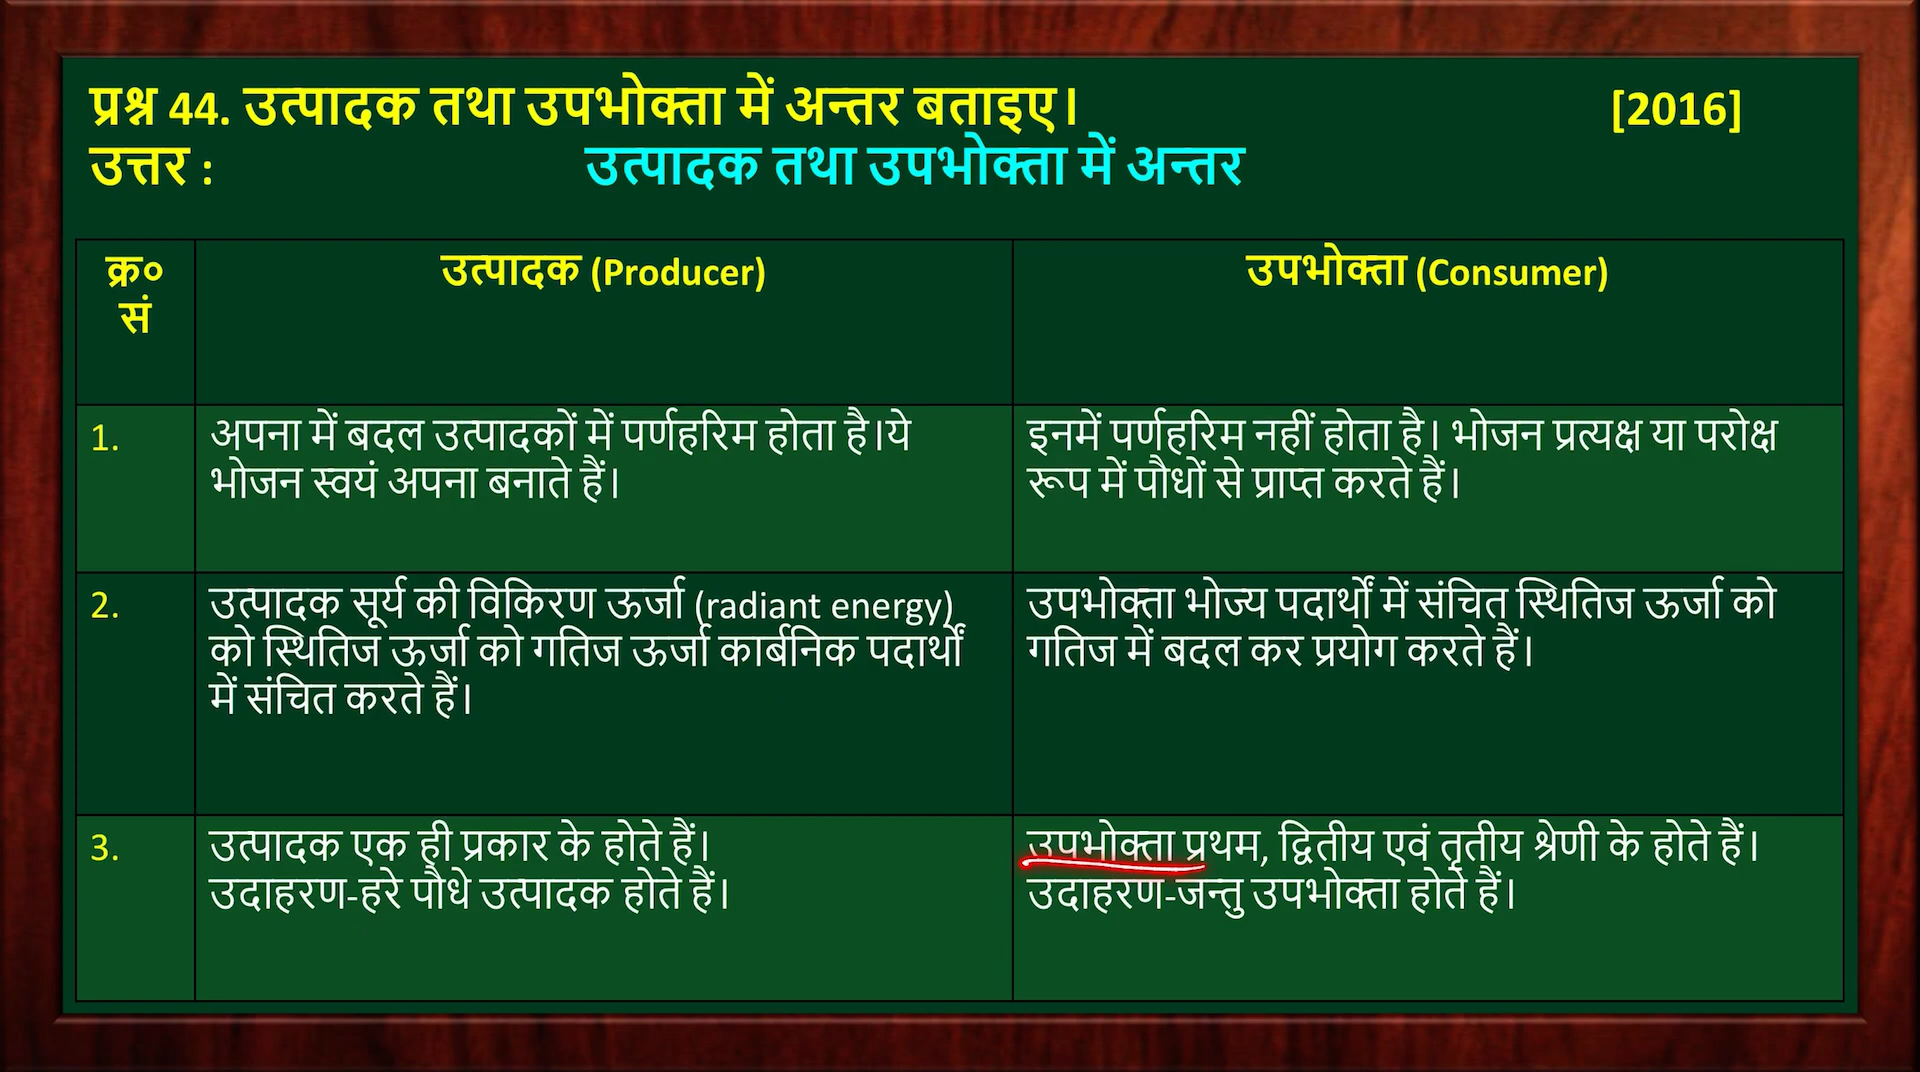 प्रश्न 44. उत्पादक तथा उपभोक्ता में अन्तर बताइए। [2016]
उत्तर : उत्पादक तथा उपभोक्ता में अन्तर
क्र० सं
उत्पादक (Producer)
उपभोक्ता (Consumer)
1.
अपना में बदल उत्पादकों में पर्णहरिम होता है।ये
भोजन स्वयं अपना बनाते हैं।
इनमें पर्णहरिम नहीं होता है। भोजन प्रत्यक्ष या परोक्ष
रूप में पौधों से प्राप्त करते हैं।
2.
उत्पादक सूर्य की विकिरण ऊर्जा (radiant energy)
को स्थितिज ऊर्जा को गतिज ऊर्जा कार्बनिक पदार्थों
में संचित करते हैं।
उपभोक्ता भोज्य पदार्थों में संचित स्थितिज ऊर्जा को
गतिज में बदल कर प्रयोग करते हैं।
3.
उत्पादक एक ही प्रकार के होते हैं।
उदाहरण-हरे पौधे उत्पादक होते हैं।
उपभोक्ता प्रथम, द्वितीय एवं तृतीय श्रेणी के होते हैं।
उदाहरण-जन्तु उपभोक्ता होते हैं।